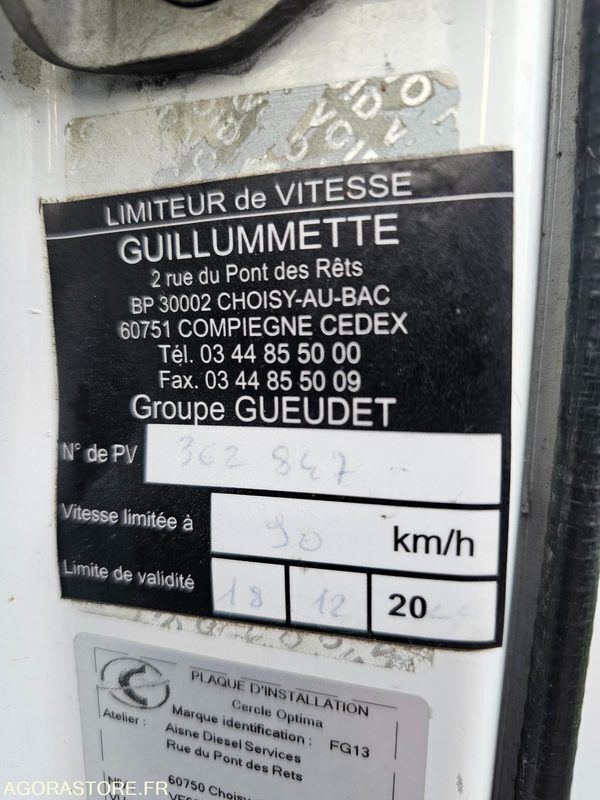 LIMITEUR de VITESSE
GUILLUMMETTE
2 rue du Pont des Rêts
BP 30002 CHOISY-AU-BAC
60751 COMPIEGNE CEDEX
Tél. 03 44 85 50 00
Fax. 03 44 85 50 09
Groupe GUEUDET
N° de PV 362 847 -
Vitesse limitée à 90 km/h
Limite de validité 18 12 20
PLAQUE D'INSTALLATION
Cercle Optima
Marque identification : FG13
Atelier : Aisne Diesel Services
Rue du Pont des Rets
60750 Choisy
AGORASTORE.FR